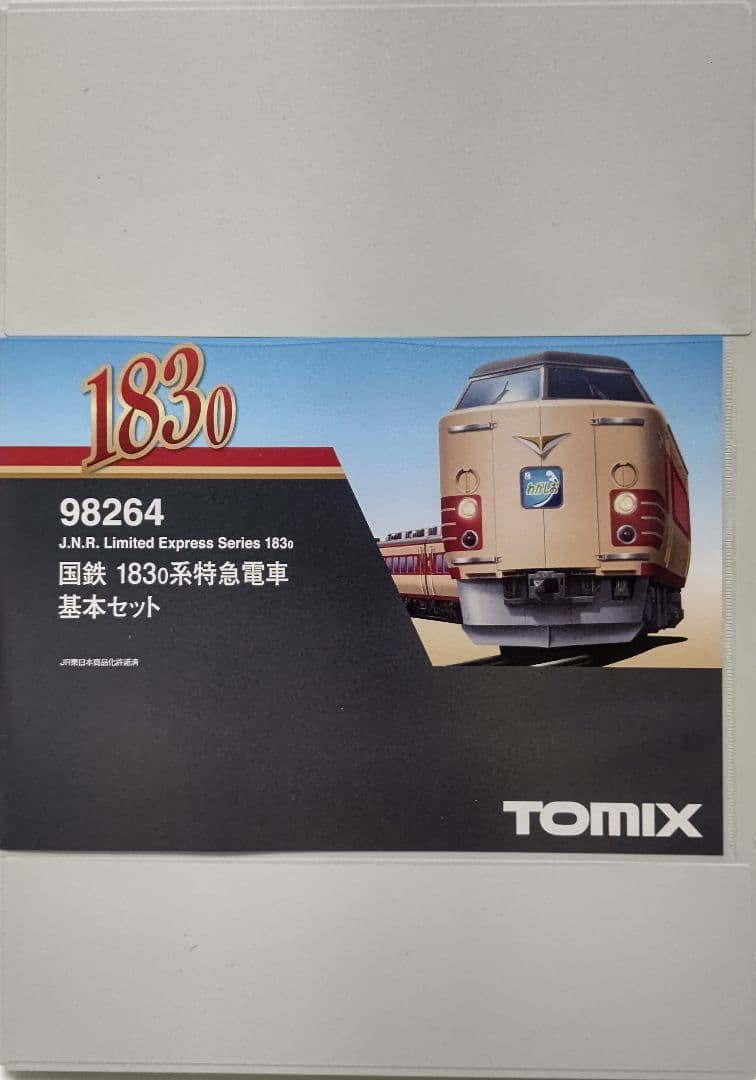 1830
98264
J.N.R. Limited Express Series 1830
国鉄 1830系特急電車
基本セット
JR東日本商品化許諾済
わかしお
TOMIX